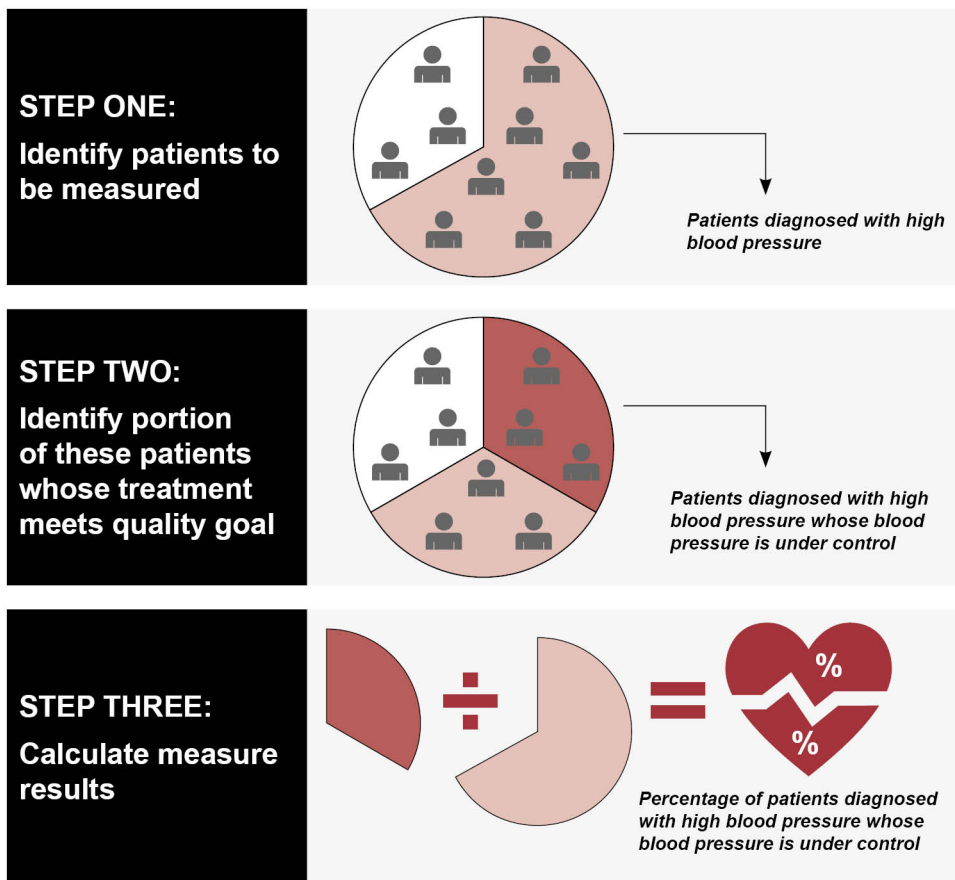 STEP ONE:
Identify patients to
be measured
Patients diagnosed with high
blood pressure
STEP TWO:
Identify portion
of these patients
whose treatment
meets quality goal
Patients diagnosed with high
blood pressure whose blood
pressure is under control
STEP THREE:
Calculate measure
results
÷
=
%
%
Percentage of patients diagnosed
with high blood pressure whose
blood pressure is under control